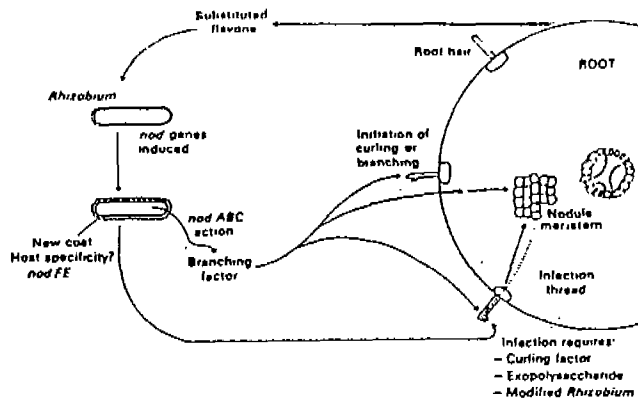 Substituted
flavone
Root hair
ROOT
Rhizobium
nod genes
induced
Initiation of
curling or
branching
nod ABC
action
New coat
Host specificity?
nod FE
Branching
factor
Nodule
meristem
Infection
thread
Infection requires:
– Curling factor
– Exopolysaccharide
– Modified Rhizobium